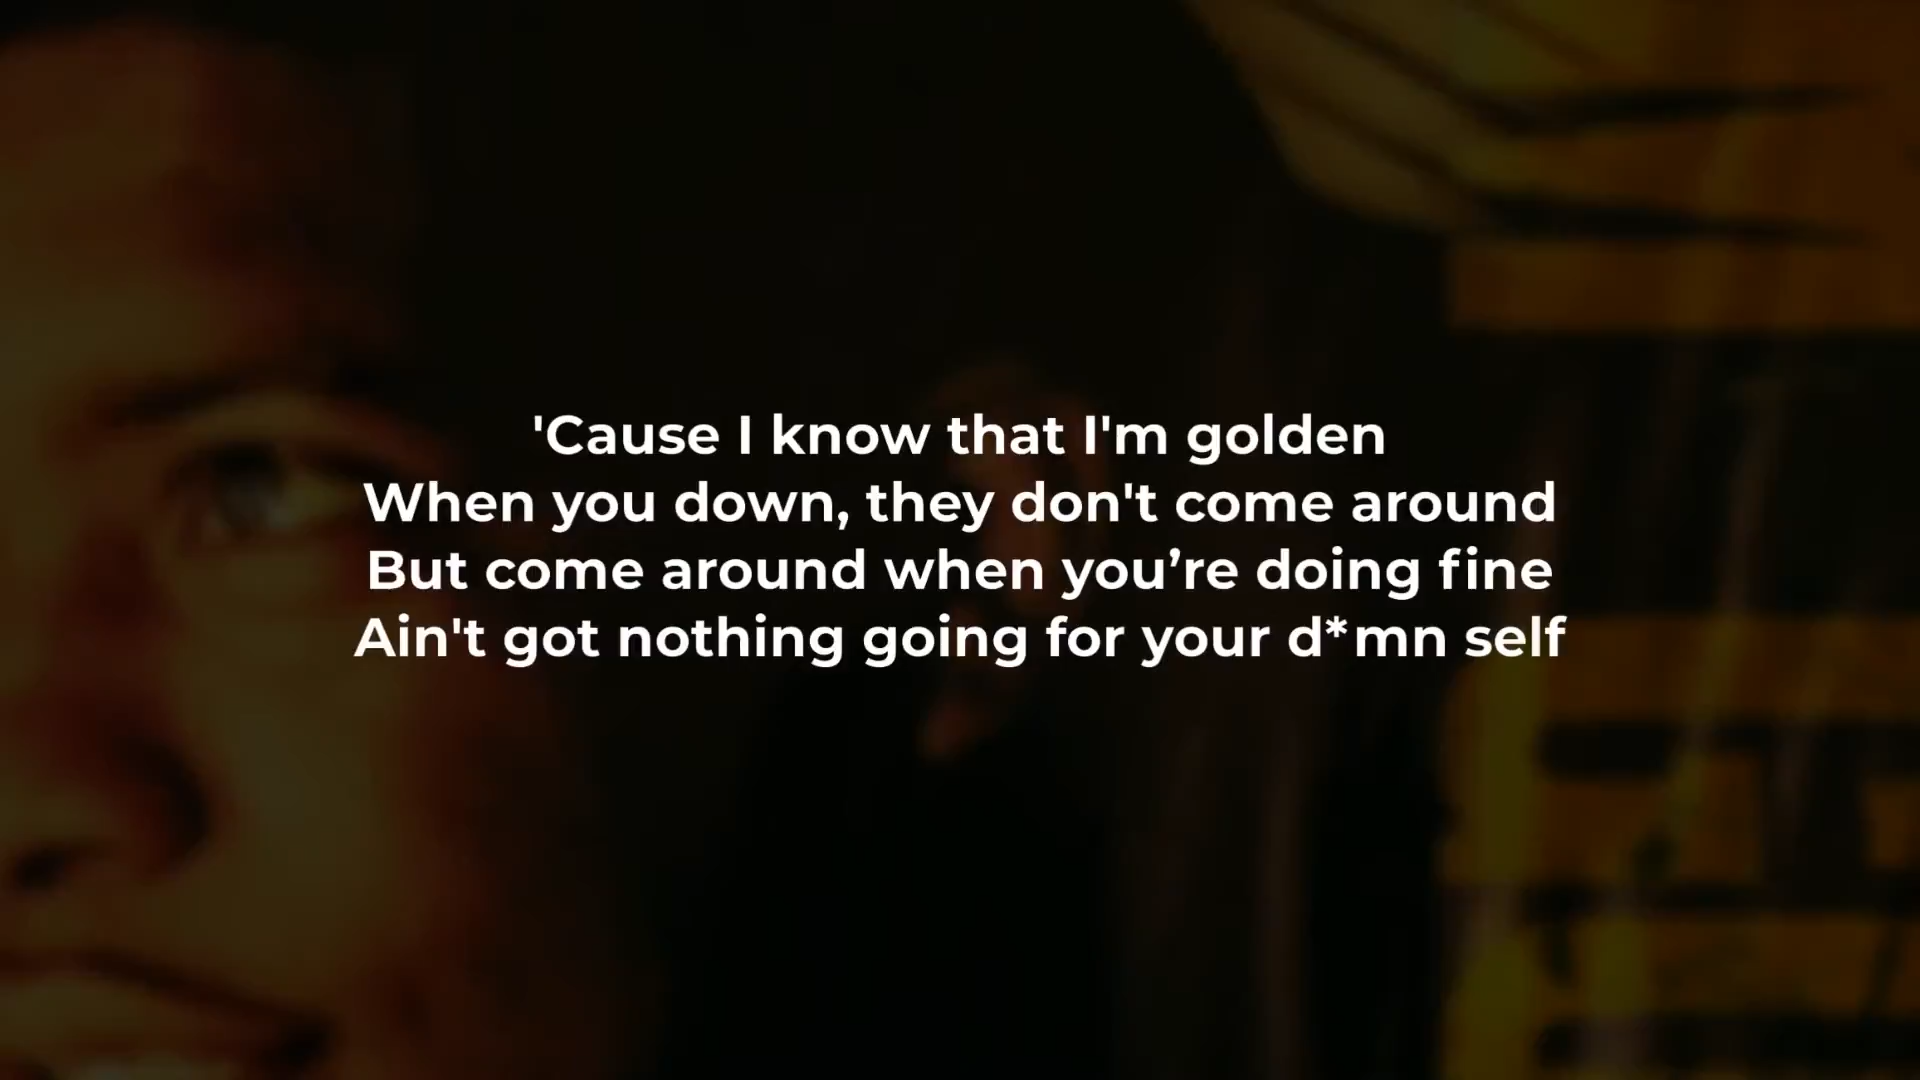 'Cause I know that I'm golden
When you down, they don't come around
But come around when you’re doing fine
Ain't got nothing going for your d*mn self